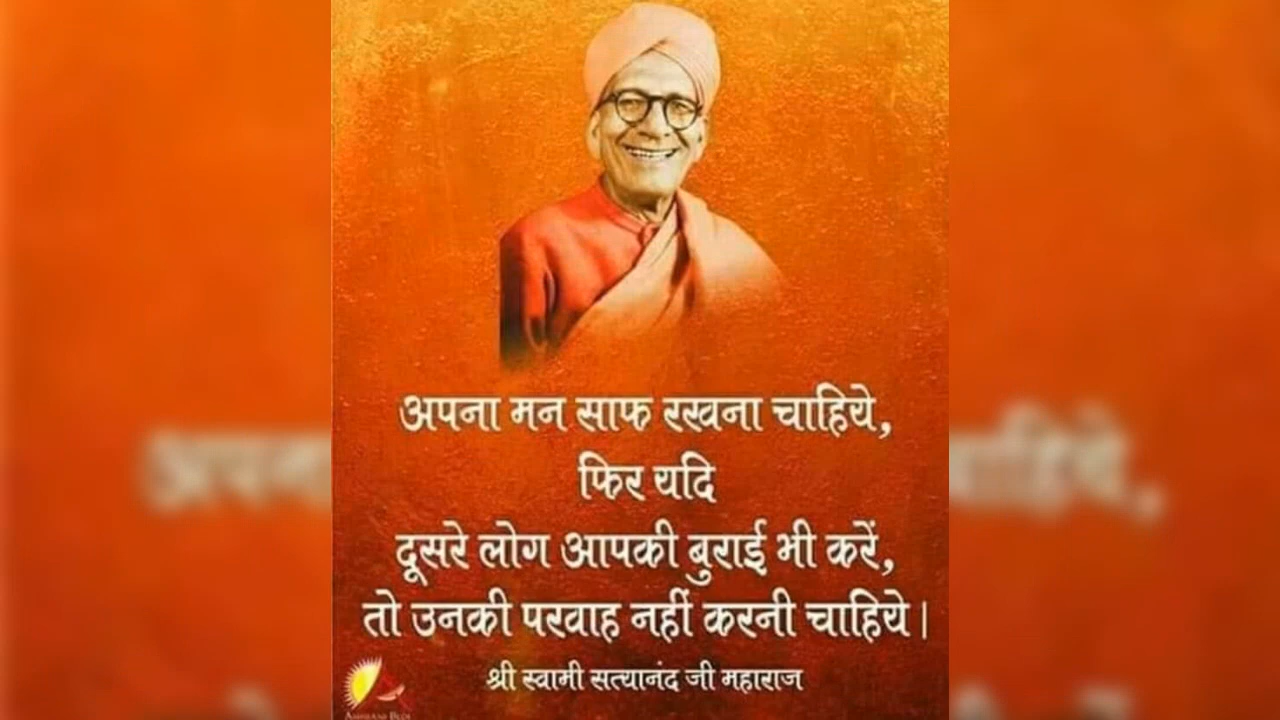 अपना मन साफ रखना चाहिये,
फिर यदि
दूसरे लोग आपकी बुराई भी करें,
तो उनकी परवाह नहीं करनी चाहिये।
श्री स्वामी सत्यानंद जी महाराज